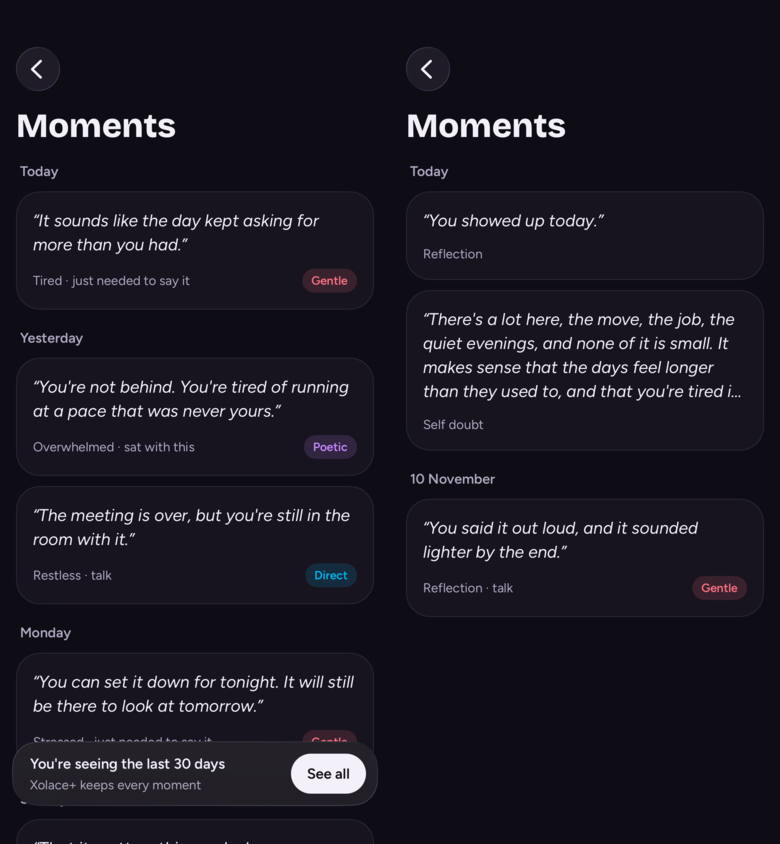 Moments
Today
“It sounds like the day kept asking for
more than you had.”
Tired · just needed to say it
Gentle
Yesterday
“You're not behind. You're tired of running
at a pace that was never yours.”
Overwhelmed · sat with this
Poetic
“The meeting is over, but you're still in the
room with it.”
Restless · talk
Direct
Monday
“You can set it down for tonight. It will still
be there to look at tomorrow.”
Stressed · just needed to say it
Gentle
You're seeing the last 30 days
Xolace+ keeps every moment
See all
Moments
Today
“You showed up today.”
Reflection
“There's a lot here, the move, the job, the
quiet evenings, and none of it is small. It
makes sense that the days feel longer
than they used to, and that you're tired i...
Self doubt
10 November
“You said it out loud, and it sounded
lighter by the end.”
Reflection · talk
Gentle